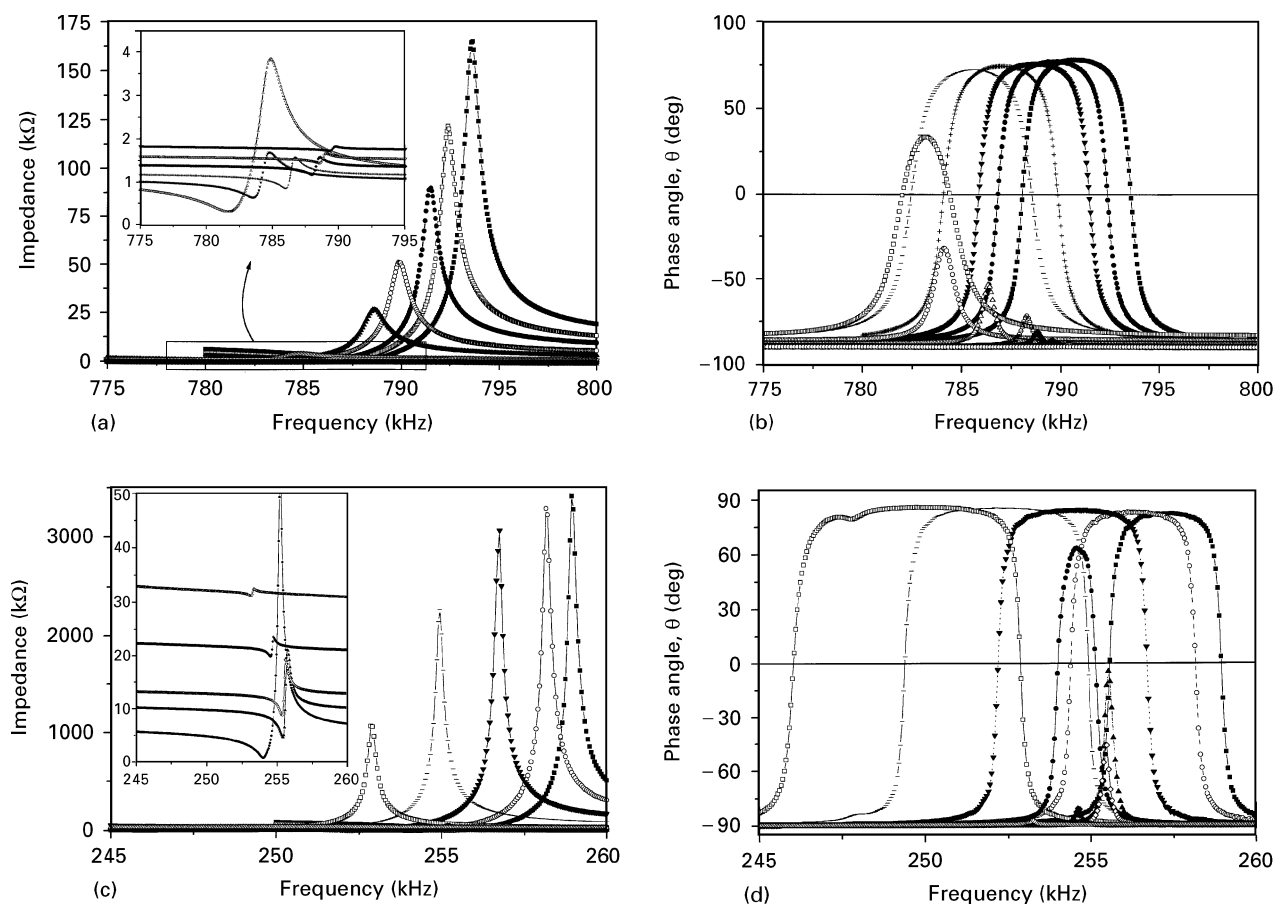 Impedance (kΩ)
175
150
125
100
75
50
25
0
4
3
2
1
0
775 780 785 790 795
775 780 785 790 795 800
(a) Frequency (kHz)
Phase angle, θ (deg)
100
50
0
−50
−100
775 780 785 790 795 800
Frequency (kHz) (b)
Impedance (kΩ)
3000
2000
1000
0
50
40
30
20
10
0
245 250 255 260
245 250 255 260
(c) Frequency (kHz)
Phase angle, θ (deg)
90
60
30
0
−30
−60
−90
245 250 255 260
(d) Frequency (kHz)